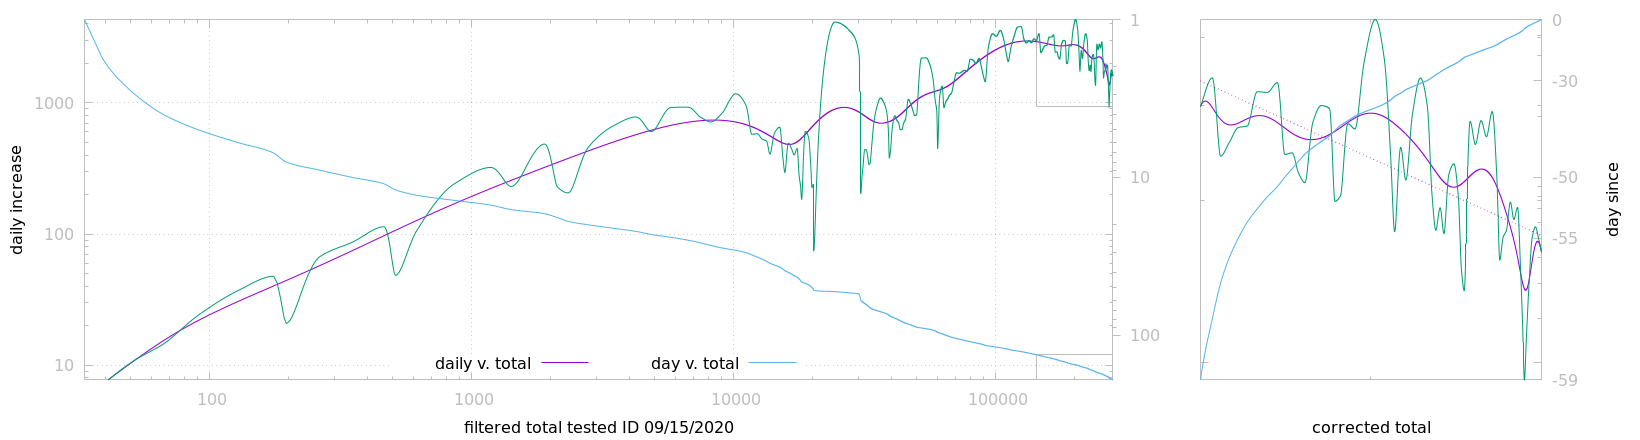 1 0
-30
1000
10 -50
daily increase
day since
100 -55
100
daily v. total day v. total
10
-59
100 1000 10000 100000
filtered total tested ID 09/15/2020 corrected total